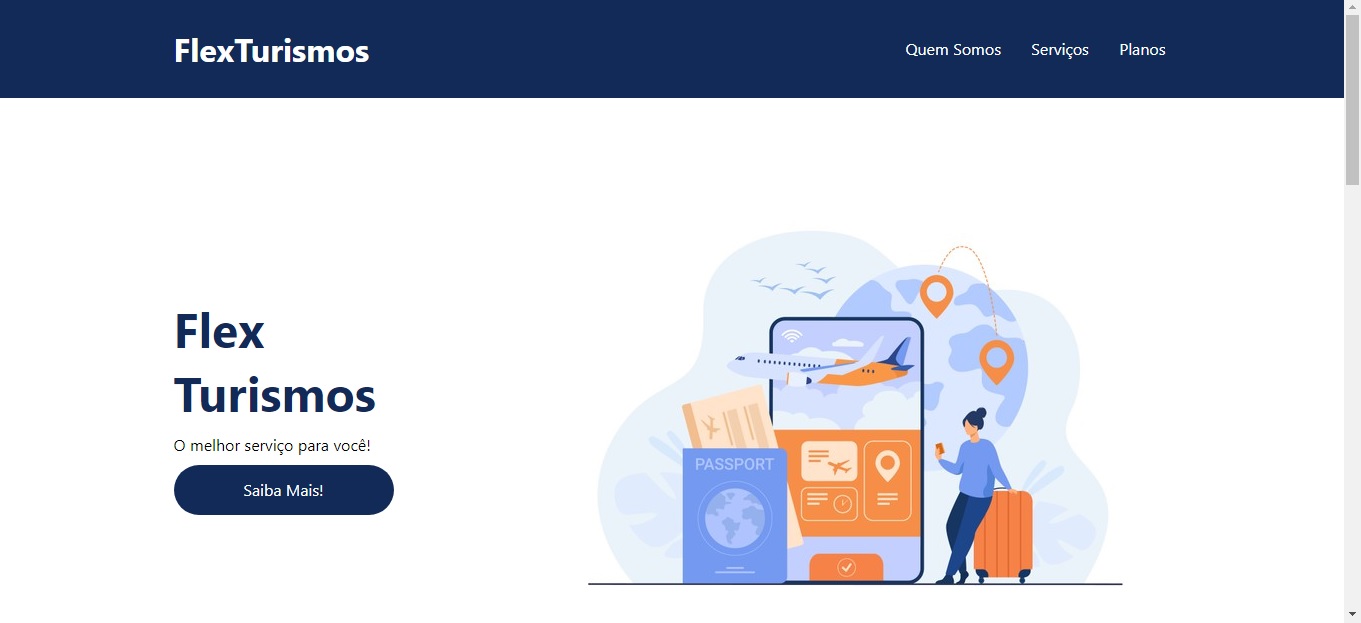 FlexTurismos
Quem Somos Serviços Planos
Flex
Turismos
O melhor serviço para você!
Saiba Mais!
PASSPORT